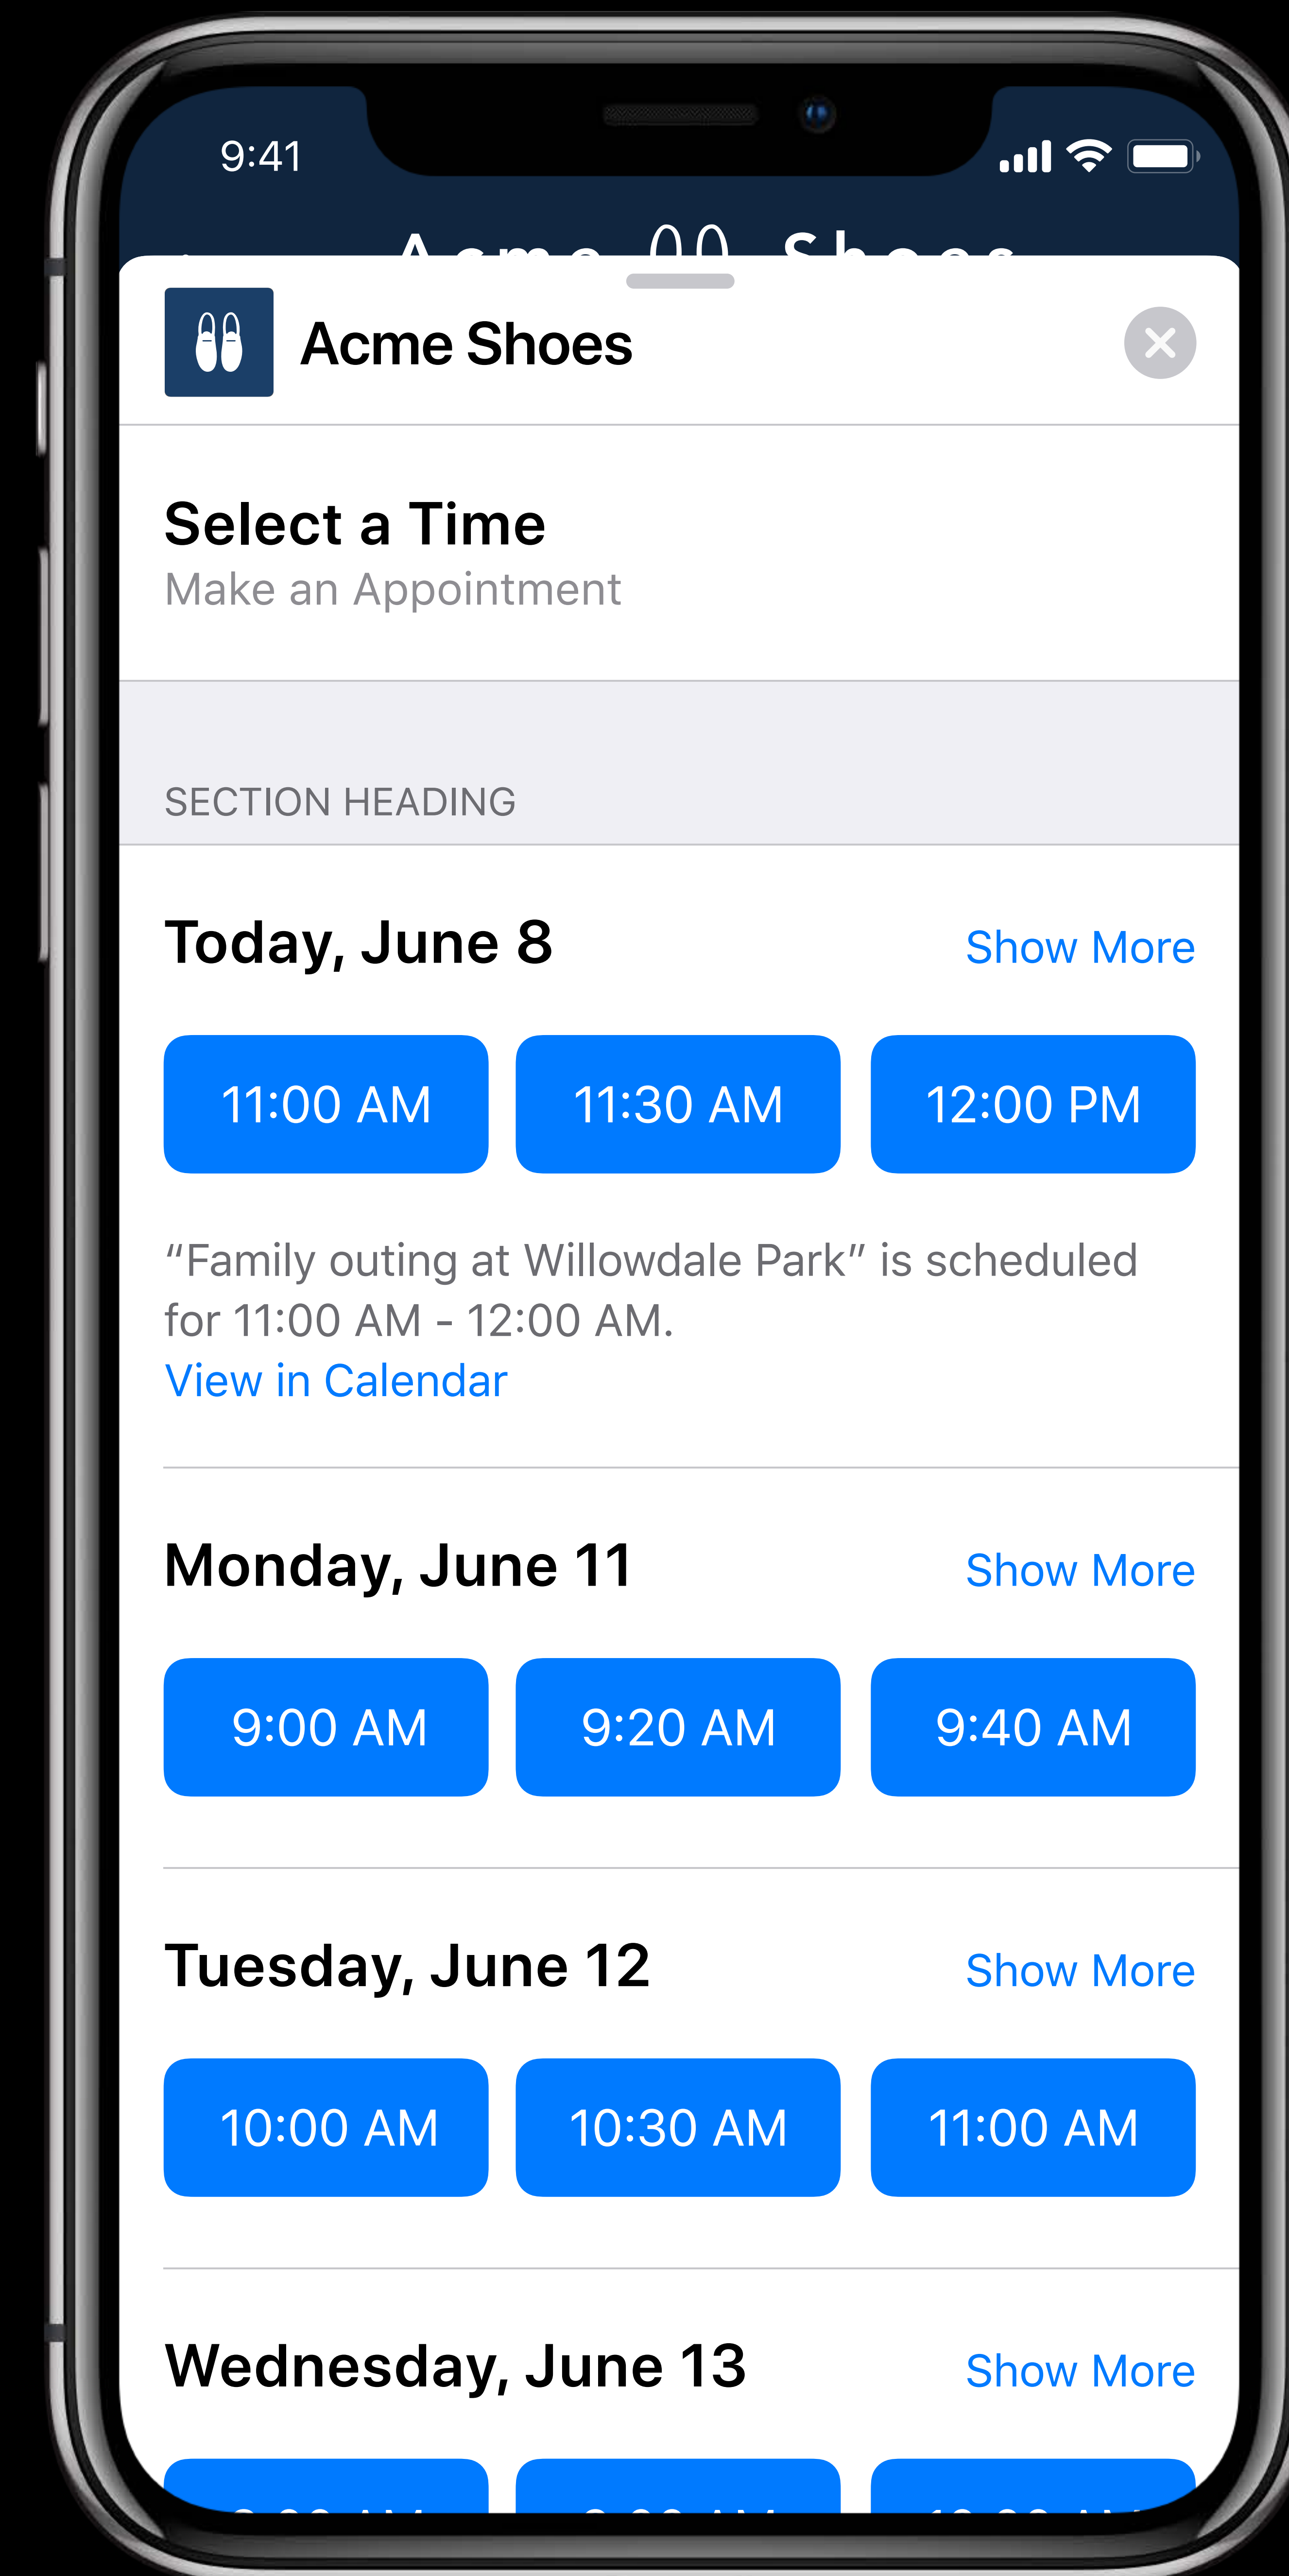 9:41
Acme Shoes
Acme Shoes
Select a Time
Make an Appointment
SECTION HEADING
Today, June 8
Show More
11:00 AM 11:30 AM 12:00 PM
“Family outing at Willowdale Park” is scheduled
for 11:00 AM - 12:00 AM.
View in Calendar
Monday, June 11
Show More
9:00 AM 9:20 AM 9:40 AM
Tuesday, June 12
Show More
10:00 AM 10:30 AM 11:00 AM
Wednesday, June 13
Show More